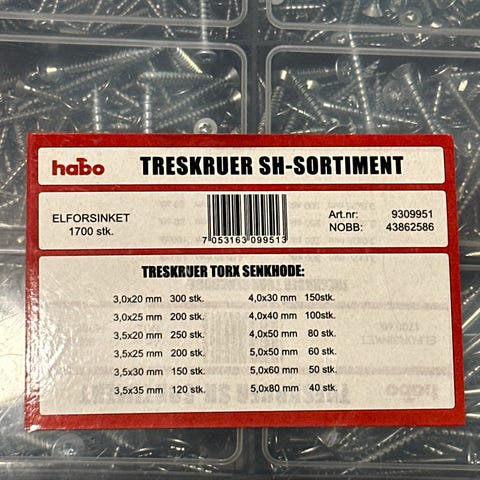 habo
TRESKRUER SH-SORTIMENT
ELFORSINKET
1700 stk.
7 053163 099513
Art.nr: 9309951
NOBB: 43862586
TRESKRUER TORX SENKHODE:
3,0x20 mm 300 stk. 4,0x30 mm 150stk.
3,0x25 mm 200 stk. 4,0x40 mm 100stk.
3,5x20 mm 250 stk. 4,0x50 mm 80 stk.
3,5x25 mm 200 stk. 5,0x50 mm 60 stk.
3,5x30 mm 150 stk. 5,0x60 mm 50 stk.
3,5x35 mm 120 stk. 5,0x80 mm 40 stk.